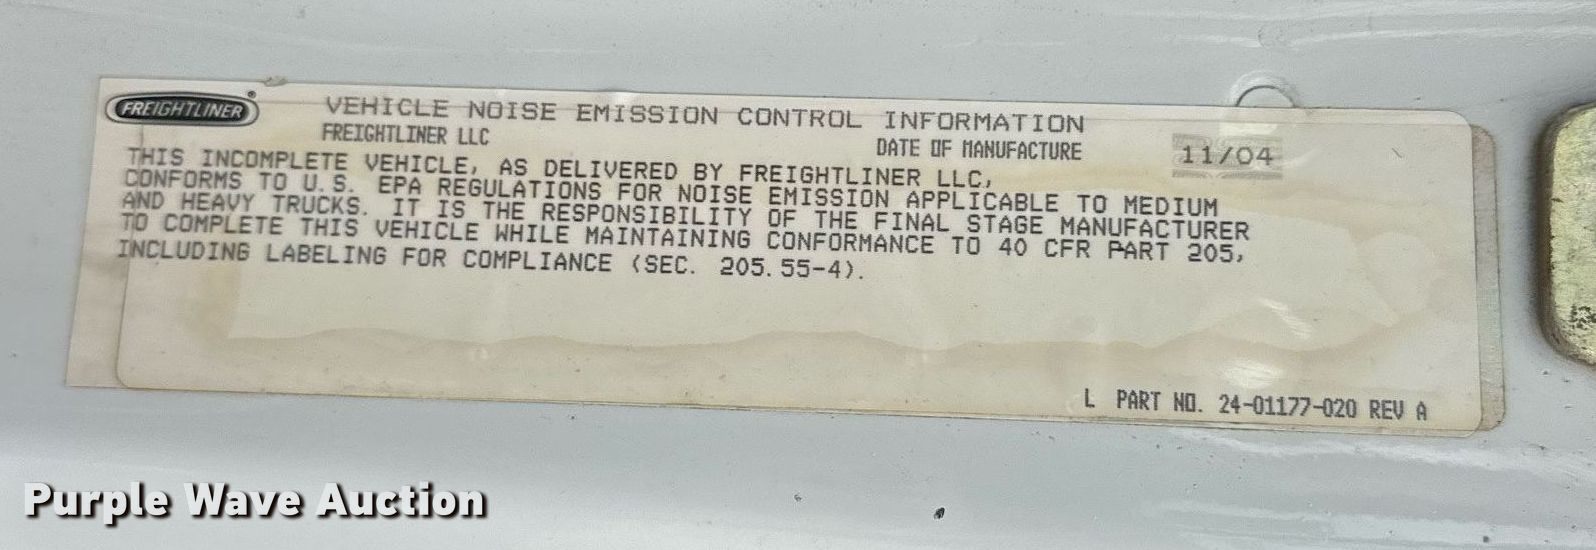 FREIGHTLINER®
VEHICLE NOISE EMISSION CONTROL INFORMATION
FREIGHTLINER LLC
DATE OF MANUFACTURE 11/04
THIS INCOMPLETE VEHICLE, AS DELIVERED BY FREIGHTLINER LLC,
CONFORMS TO U.S. EPA REGULATIONS FOR NOISE EMISSION APPLICABLE TO MEDIUM
AND HEAVY TRUCKS. IT IS THE RESPONSIBILITY OF THE FINAL STAGE MANUFACTURER
TO COMPLETE THIS VEHICLE WHILE MAINTAINING CONFORMANCE TO 40 CFR PART 205,
INCLUDING LABELING FOR COMPLIANCE (SEC. 205.55-4).
L PART NO. 24-01177-020 REV A
Purple Wave Auction